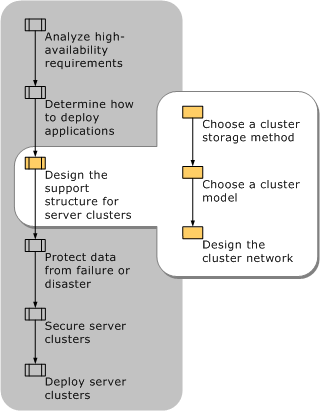 Analyze high-
availability
requirements
Determine how
to deploy
applications
Design the
support
structure for
server clusters
Protect data
from failure or
disaster
Secure server
clusters
Deploy server
clusters
Choose a cluster
storage method
Choose a cluster
model
Design the
cluster network